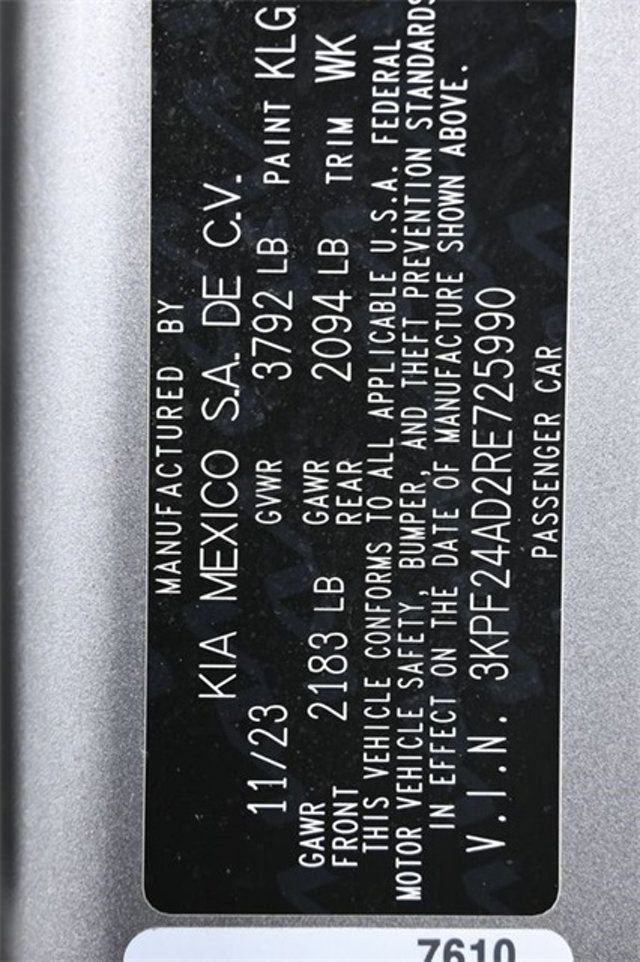 MANUFACTURED BY
KIA MEXICO S.A. DE C.V.
11/23 GVWR 3792 LB PAINT KLG
GAWR FRONT 2183 LB GAWR REAR 2094 LB TRIM WK
THIS VEHICLE CONFORMS TO ALL APPLICABLE U.S.A. FEDERAL
MOTOR VEHICLE SAFETY, BUMPER, AND THEFT PREVENTION STANDARDS
IN EFFECT ON THE DATE OF MANUFACTURE SHOWN ABOVE.
V.I.N. 3KPF24AD2RE725990
PASSENGER CAR
7610